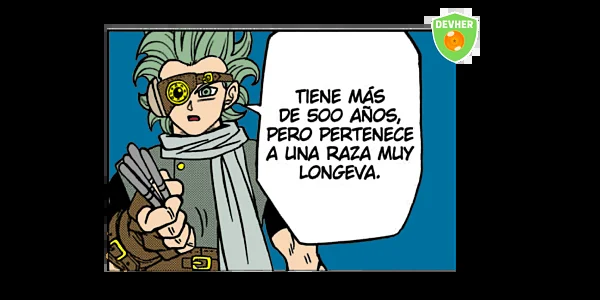 DEVHER
TIENE MÁS
DE 500 AÑOS,
PERO PERTENECE
A UNA RAZA MUY
LONGEVA.